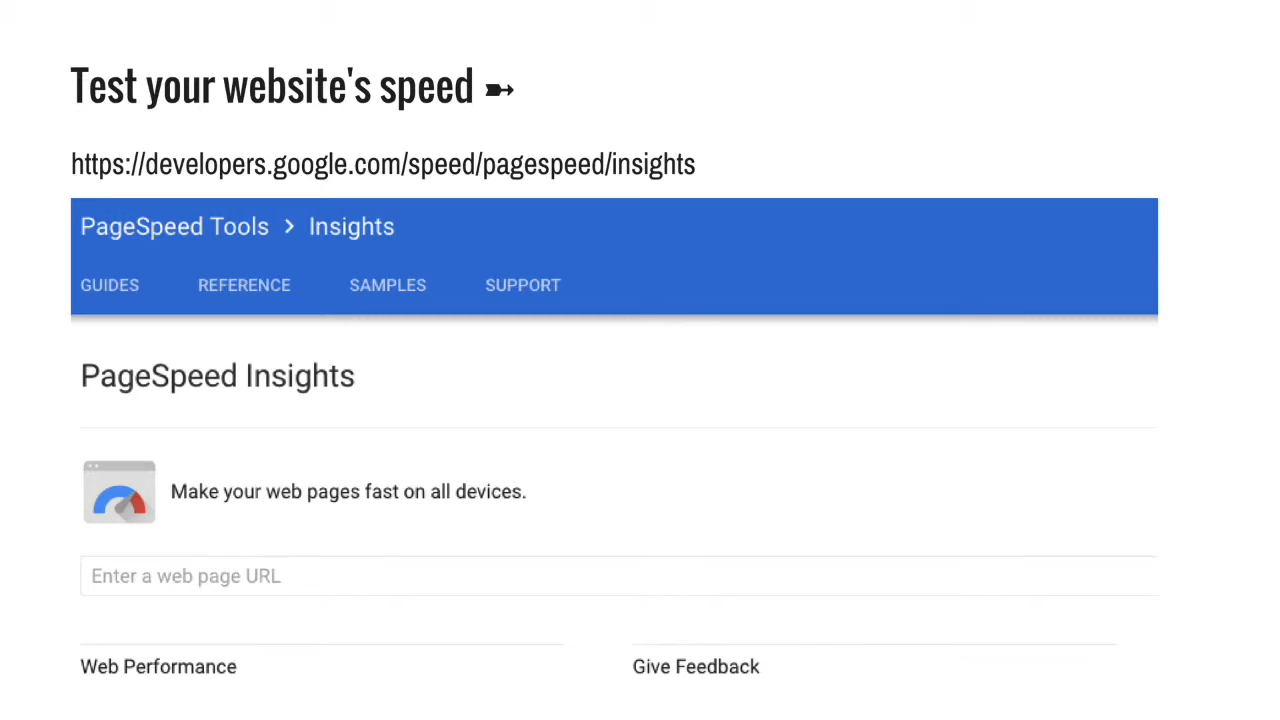 Test your website's speed ➼
https://developers.google.com/speed/pagespeed/insights
PageSpeed Tools > Insights
GUIDES REFERENCE SAMPLES SUPPORT
PageSpeed Insights
Make your web pages fast on all devices.
Enter a web page URL
Web Performance Give Feedback